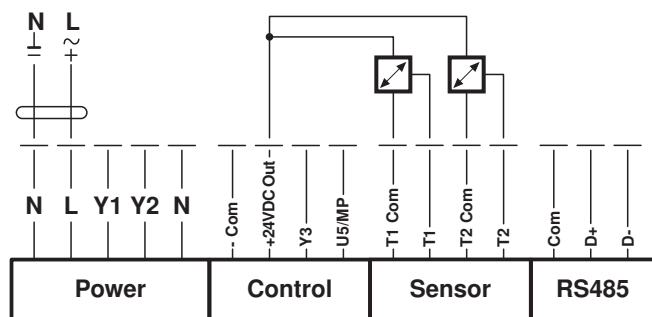 N L
N L Y1 Y2 N
- Com
+24VDC Out
Y3
U5/MP
T1 Com
T1
T2 Com
T2
Com
D+
D-
Power Control Sensor RS485